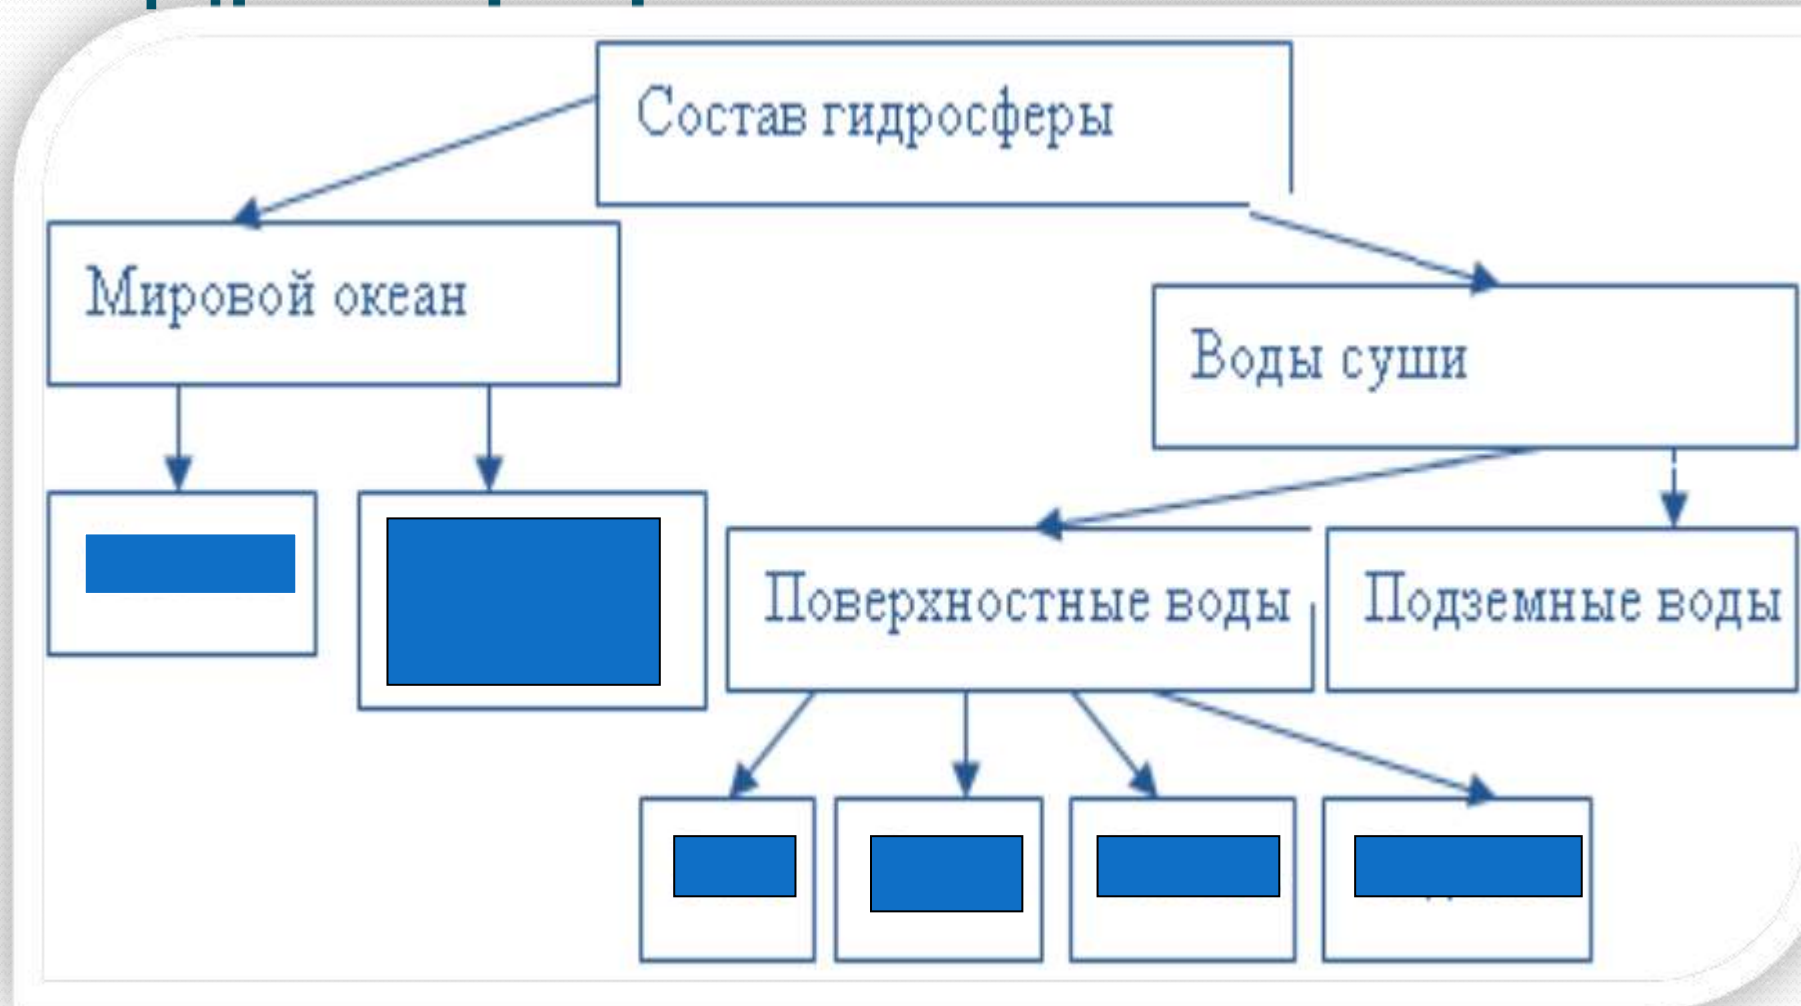 Состав гидросферы
Мировой океан
Воды суши
Поверхностные воды
Подземные воды